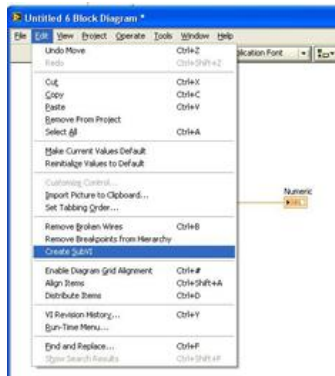 Untitled 6 Block Diagram *
File Edit View Project Operate Tools Window Help
Undo Move Ctrl+Z
Redo Ctrl+Shift+Z
plication Font
Cut Ctrl+X
Copy Ctrl+C
Paste Ctrl+V
Remove From Project
Select All Ctrl+A
Make Current Values Default
Reinitialize Values to Default
Customize Control...
Import Picture to Clipboard...
Set Tabbing Order...
Numeric
Remove Broken Wires Ctrl+B
Remove Breakpoints from Hierarchy
Create SubVI
Enable Diagram Grid Alignment Ctrl+#
Align Items Ctrl+Shift+A
Distribute Items Ctrl+D
VI Revision History... Ctrl+Y
Run-Time Menu...
Find and Replace... Ctrl+F
Show Search Results Ctrl+Shift+F